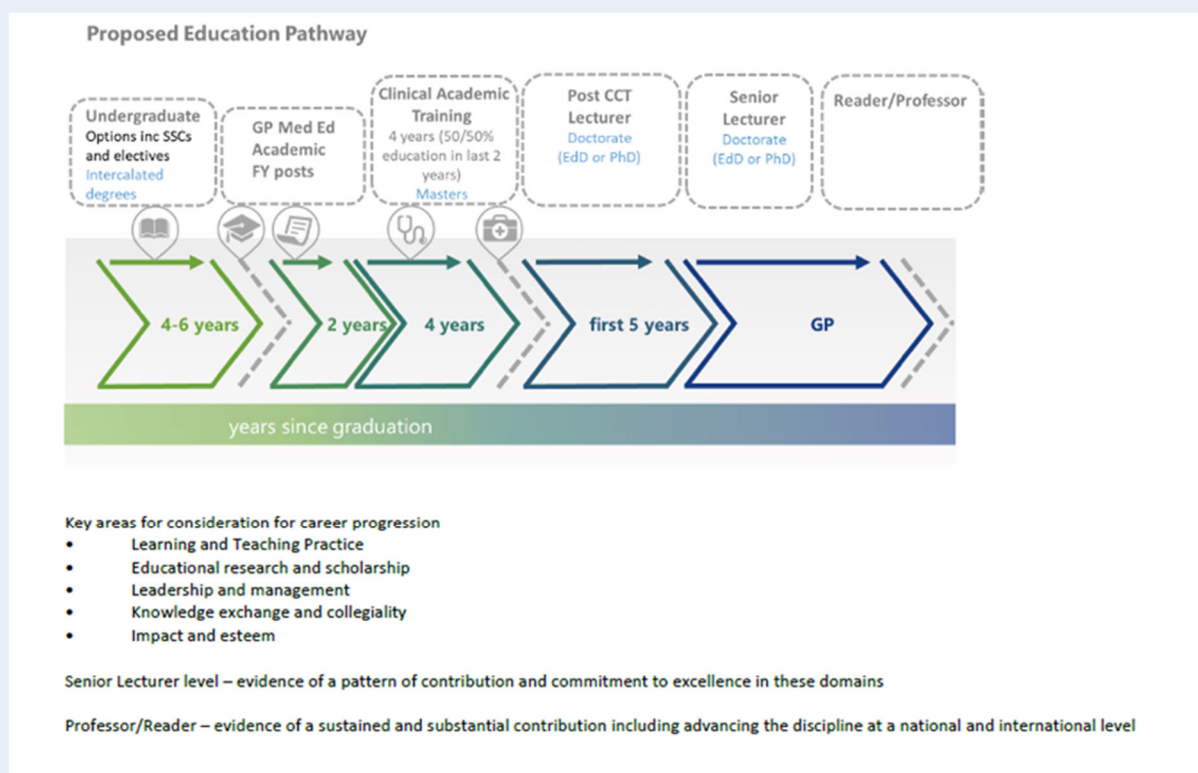 Proposed Education Pathway
Undergraduate
Options inc SSCs
and electives
Intercalated
degrees
GP Med Ed
Academic
FY posts
Clinical Academic
Training
4 years (50/50%
education in last 2
years)
Masters
Post CCT
Lecturer
Doctorate
(EdD or PhD)
Senior
Lecturer
Doctorate
(EdD or PhD)
Reader/Professor
4-6 years
2 years
4 years
first 5 years
GP
years since graduation
Key areas for consideration for career progression
• Learning and Teaching Practice
• Educational research and scholarship
• Leadership and management
• Knowledge exchange and collegiality
• Impact and esteem
Senior Lecturer level – evidence of a pattern of contribution and commitment to excellence in these domains
Professor/Reader – evidence of a sustained and substantial contribution including advancing the discipline at a national and international level